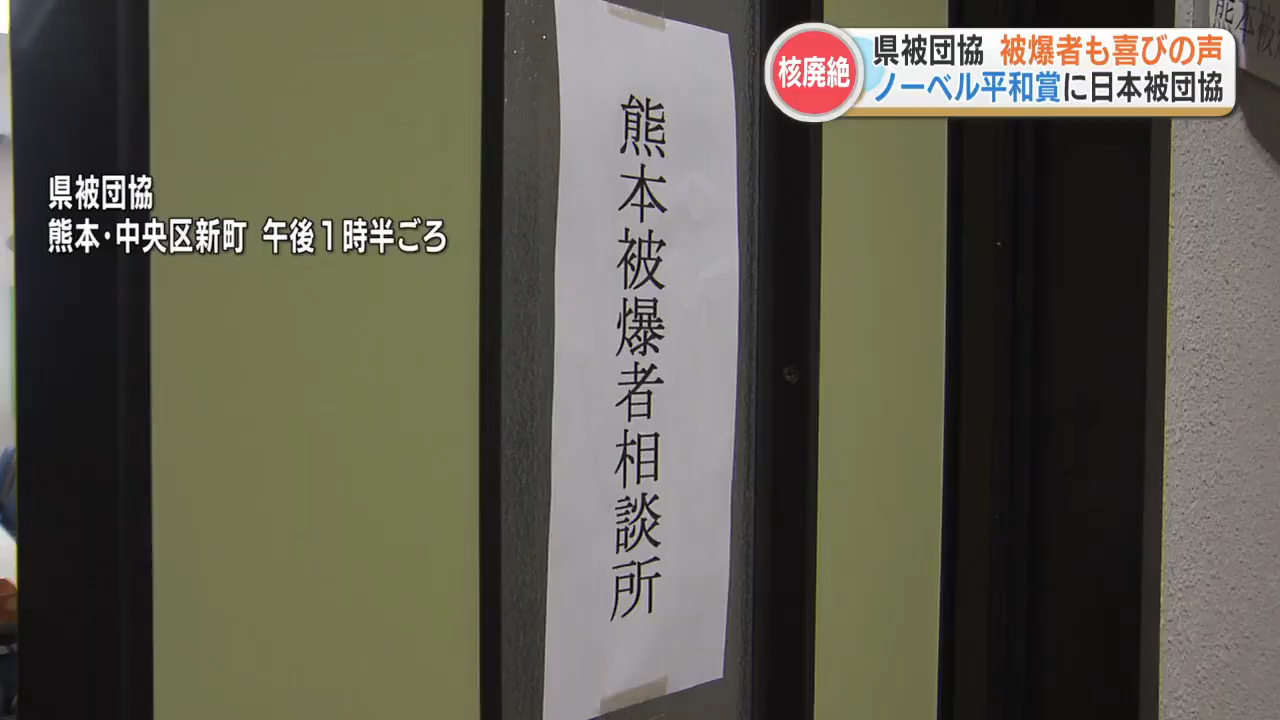 核廃絶
県被団協 被爆者も喜びの声
ノーベル平和賞に日本被団協
県被団協
熊本・中央区新町 午後1時半ごろ
熊本被爆者相談所